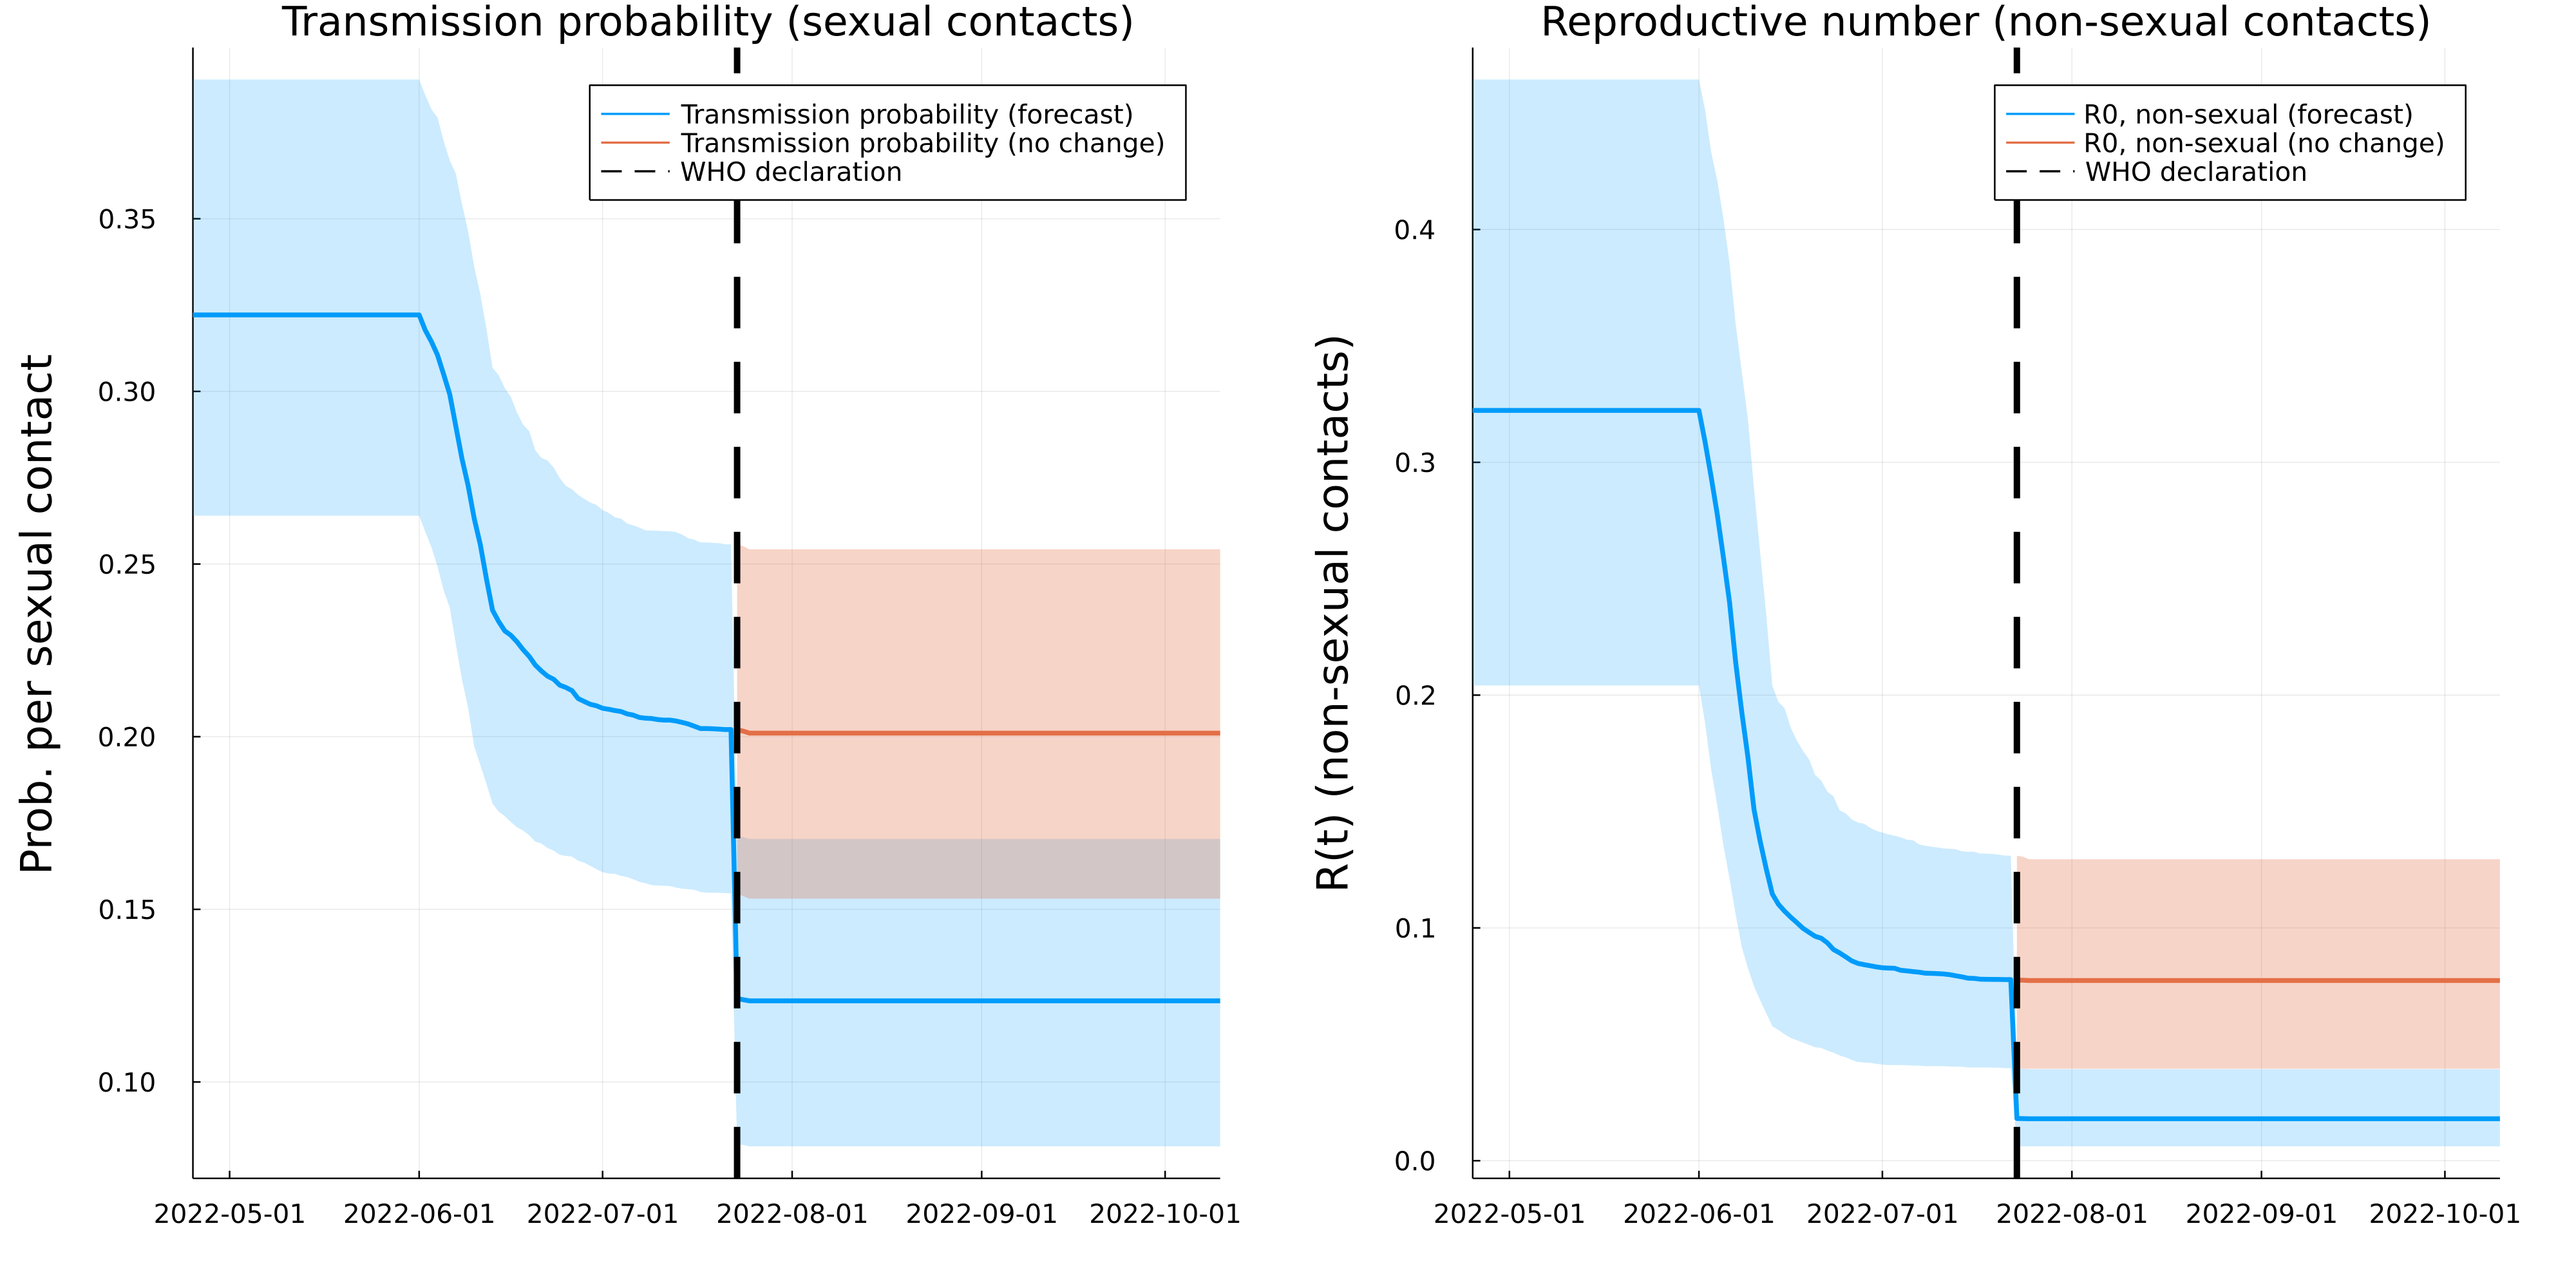 Transmission probability (sexual contacts)
Transmission probability (forecast)
Transmission probability (no change)
WHO declaration
Prob. per sexual contact
0.35
0.30
0.25
0.20
0.15
0.10
2022-05-01 2022-06-01 2022-07-01 2022-08-01 2022-09-01 2022-10-01
Reproductive number (non-sexual contacts)
R0, non-sexual (forecast)
R0, non-sexual (no change)
WHO declaration
R(t) (non-sexual contacts)
0.4
0.3
0.2
0.1
0.0
2022-05-01 2022-06-01 2022-07-01 2022-08-01 2022-09-01 2022-10-01